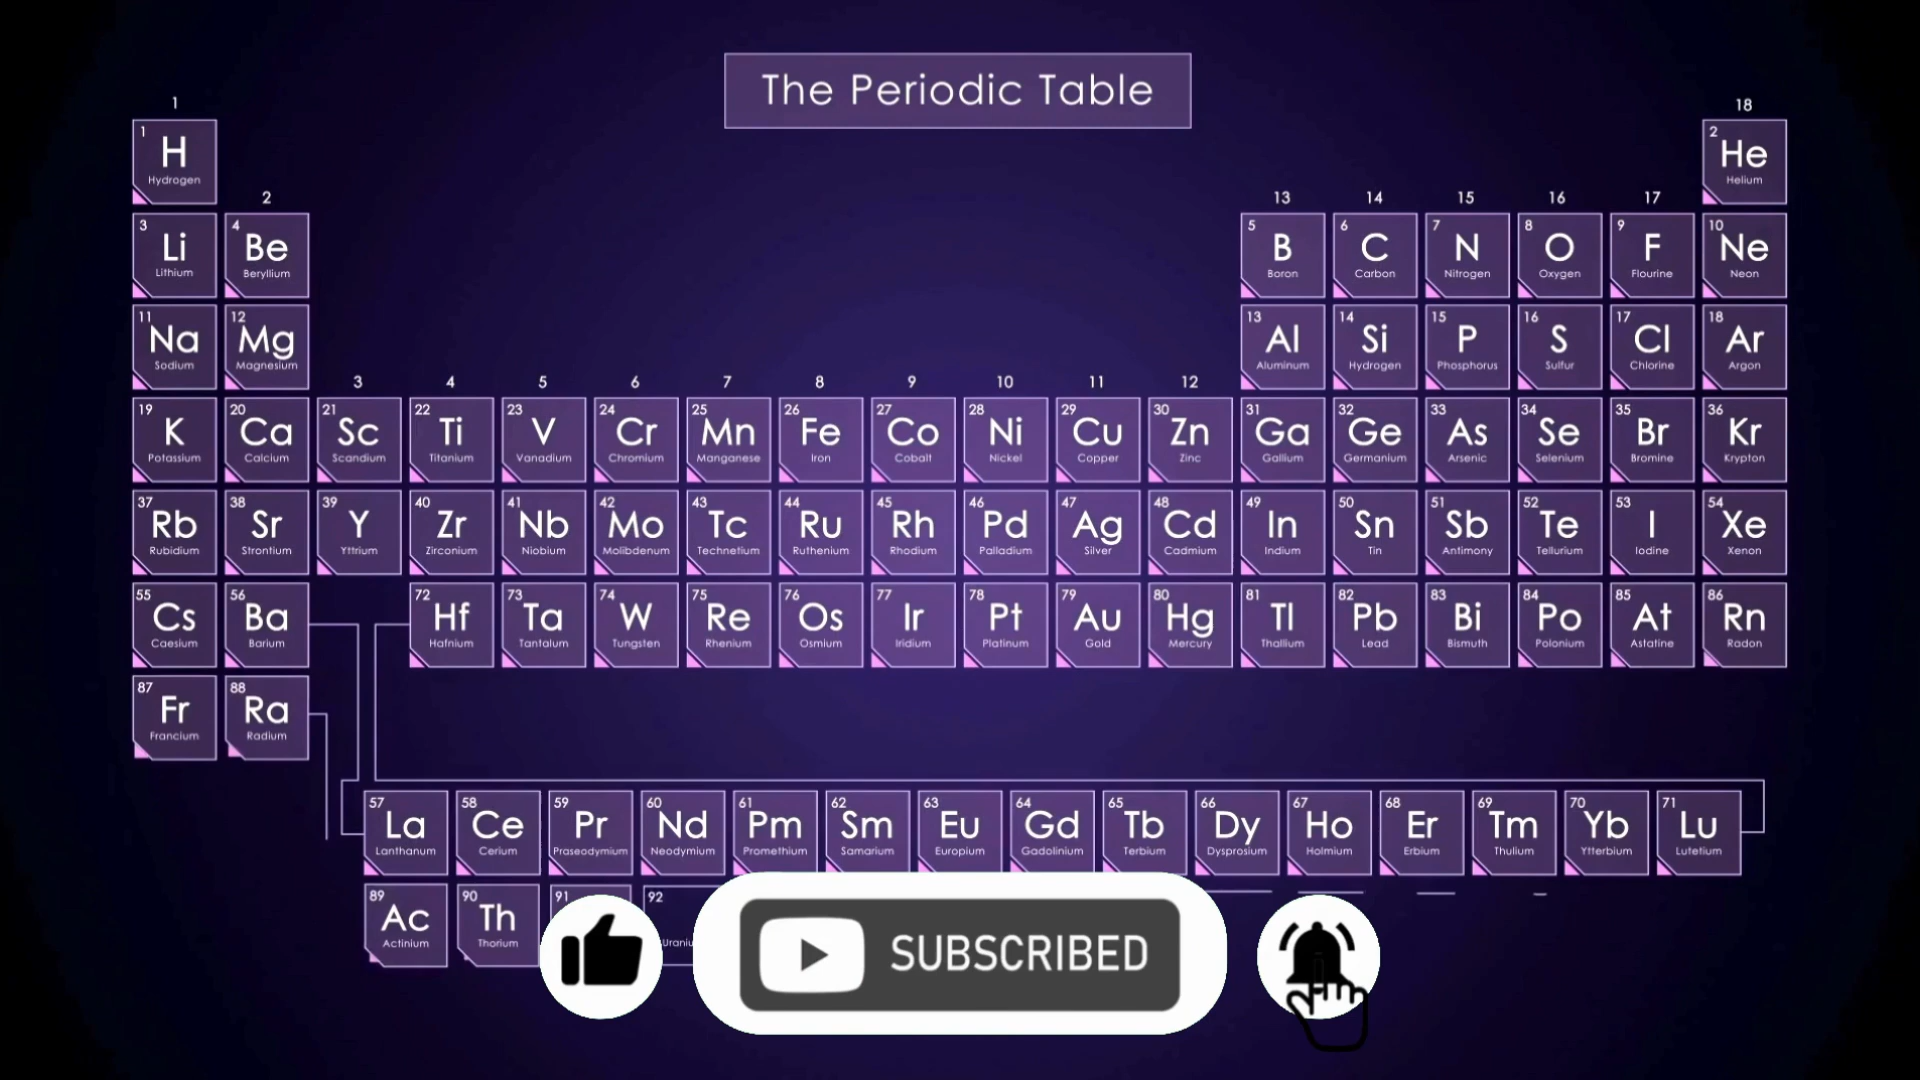 The Periodic Table
1
18
1
H
Hydrogen
2
He
Helium
2
13
14
15
16
17
3
Li
Lithium
4
Be
Beryllium
5
B
Boron
6
C
Carbon
7
N
Nitrogen
8
O
Oxygen
9
F
Flourine
10
Ne
Neon
11
Na
Sodium
12
Mg
Magnesium
13
Al
Aluminum
14
Si
Hydrogen
15
P
Phosphorus
16
S
Sulfur
17
Cl
Chlorine
18
Ar
Argon
3
4
5
6
7
8
9
10
11
12
19
K
Potassium
20
Ca
Calcium
21
Sc
Scandium
22
Ti
Titanium
23
V
Vanadium
24
Cr
Chromium
25
Mn
Manganese
26
Fe
Iron
27
Co
Cobalt
28
Ni
Nickel
29
Cu
Copper
30
Zn
Zinc
31
Ga
Gallium
32
Ge
Germanium
33
As
Arsenic
34
Se
Selenium
35
Br
Bromine
36
Kr
Krypton
37
Rb
Rubidium
38
Sr
Strontium
39
Y
Yttrium
40
Zr
Zirconium
41
Nb
Niobium
42
Mo
Molibdenum
43
Tc
Technetium
44
Ru
Ruthenium
45
Rh
Rhodium
46
Pd
Palladium
47
Ag
Silver
48
Cd
Cadmium
49
In
Indium
50
Sn
Tin
51
Sb
Antimony
52
Te
Tellurium
53
I
Iodine
54
Xe
Xenon
55
Cs
Caesium
56
Ba
Barium
72
Hf
Hafnium
73
Ta
Tantalum
74
W
Tungsten
75
Re
Rhenium
76
Os
Osmium
77
Ir
Iridium
78
Pt
Platinum
79
Au
Gold
80
Hg
Mercury
81
Tl
Thallium
82
Pb
Lead
83
Bi
Bismuth
84
Po
Polonium
85
At
Astatine
86
Rn
Radon
87
Fr
Francium
88
Ra
Radium
57
La
Lanthanum
58
Ce
Cerium
59
Pr
Praseodymium
60
Nd
Neodymium
61
Pm
Promethium
62
Sm
Samarium
63
Eu
Europium
64
Gd
Gadolinium
65
Tb
Terbium
66
Dy
Dysprosium
67
Ho
Holmium
68
Er
Erbium
69
Tm
Thulium
70
Yb
Ytterbium
71
Lu
Lutetium
89
Ac
Actinium
90
Th
Thorium
91
92
SUBSCRIBED